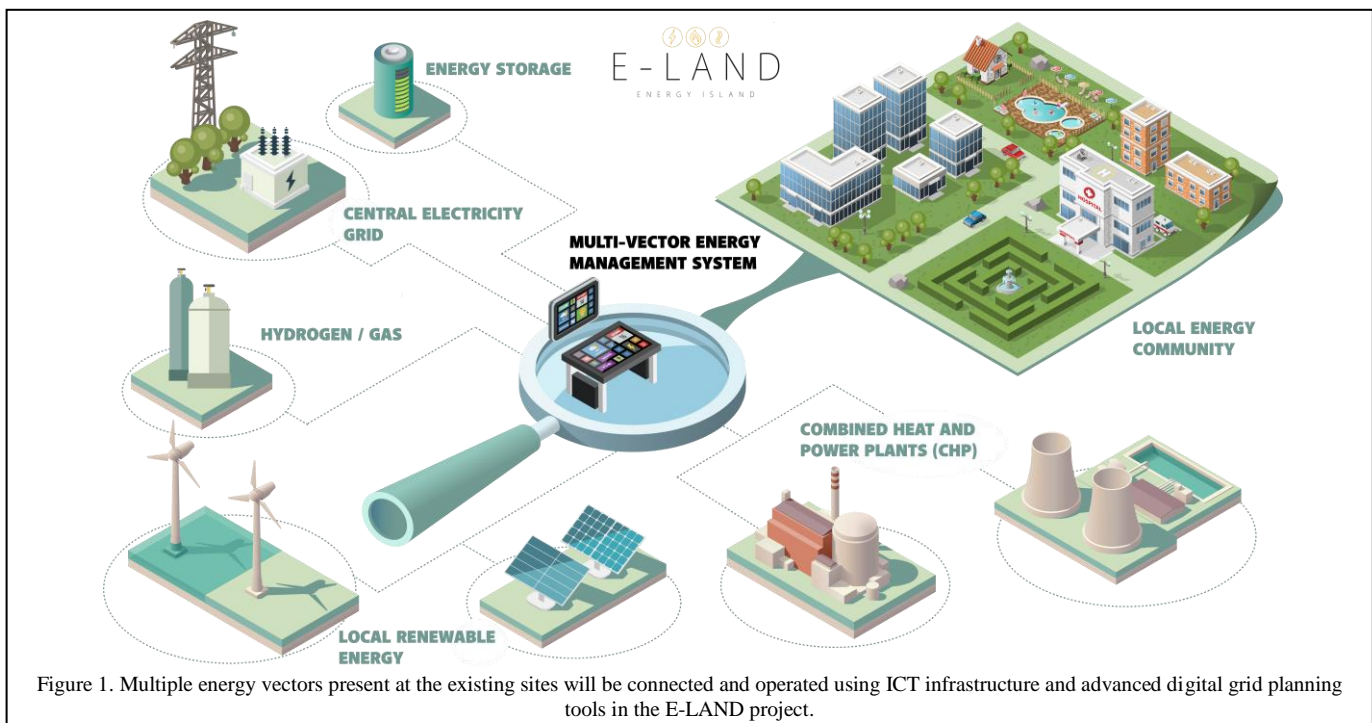 E-LAND
ENERGY ISLAND
ENERGY STORAGE
CENTRAL ELECTRICITY
GRID
MULTI-VECTOR ENERGY
MANAGEMENT SYSTEM
HYDROGEN / GAS
HOSPITAL
H
LOCAL ENERGY
COMMUNITY
COMBINED HEAT AND
POWER PLANTS (CHP)
LOCAL RENEWABLE
ENERGY
Figure 1. Multiple energy vectors present at the existing sites will be connected and operated using ICT infrastructure and advanced digital grid planning
tools in the E-LAND project.